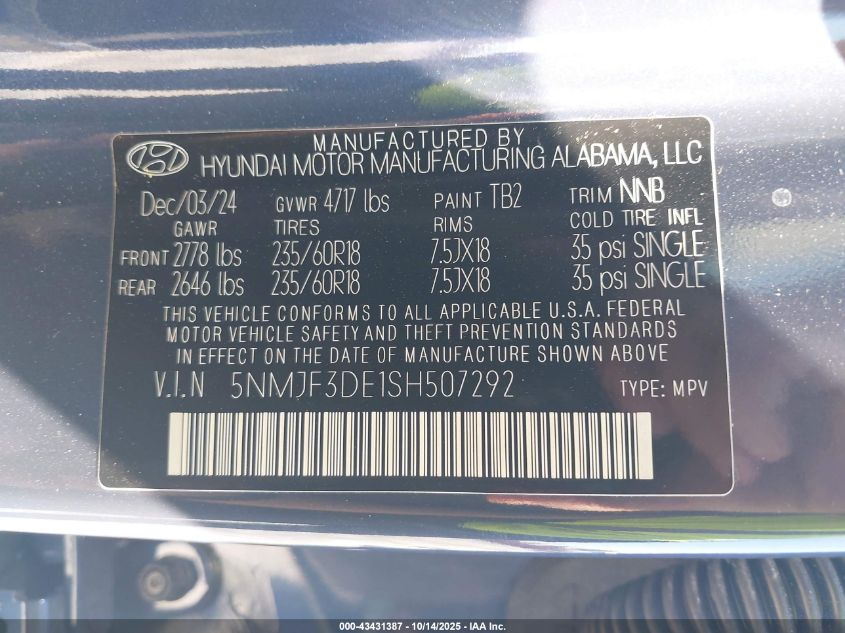 MANUFACTURED BY
HYUNDAI MOTOR MANUFACTURING ALABAMA, LLC
Dec/03/24 GVWR 4717 lbs PAINT TB2 TRIM NNB
GAWR TIRES RIMS COLD TIRE INFL
FRONT 2778 lbs 235/60R18 7.5JX18 35 psi SINGLE
REAR 2646 lbs 235/60R18 7.5JX18 35 psi SINGLE
THIS VEHICLE CONFORMS TO ALL APPLICABLE U.S.A. FEDERAL
MOTOR VEHICLE SAFETY AND THEFT PREVENTION STANDARDS
IN EFFECT ON THE DATE OF MANUFACTURE SHOWN ABOVE
V.I.N 5NMJF3DE1SH507292 TYPE: MPV
000-43431387 - 10/14/2025 - IAA Inc.